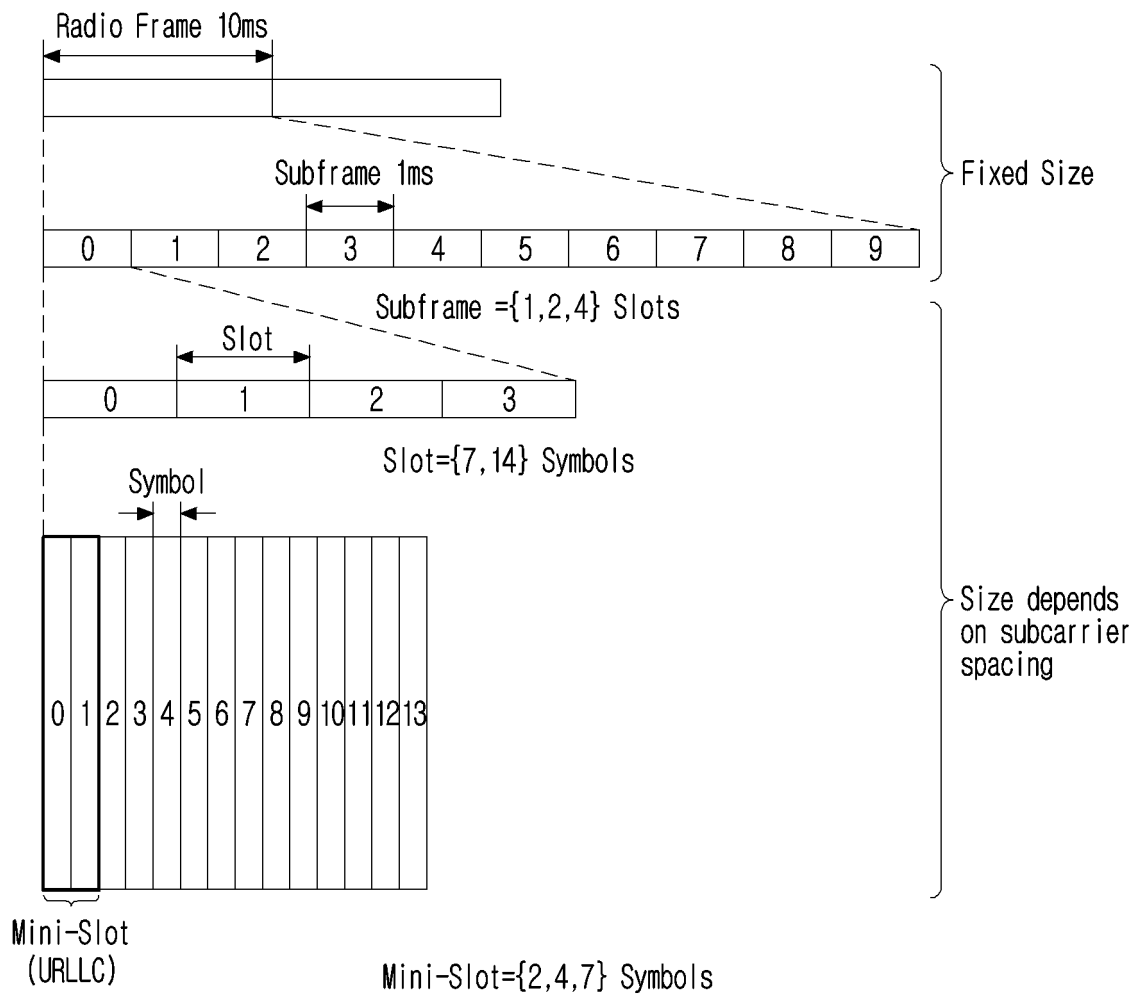 Radio Frame 10ms
Subframe 1ms
Fixed Size
0 1 2 3 4 5 6 7 8 9
Subframe ={1,2,4} Slots
Slot
0 1 2 3
Slot={7,14} Symbols
Symbol
Size depends
on subcarrier
spacing
0 1 2 3 4 5 6 7 8 9 10 11 12 13
Mini-Slot
(URLLC)
Mini-Slot={2,4,7} Symbols